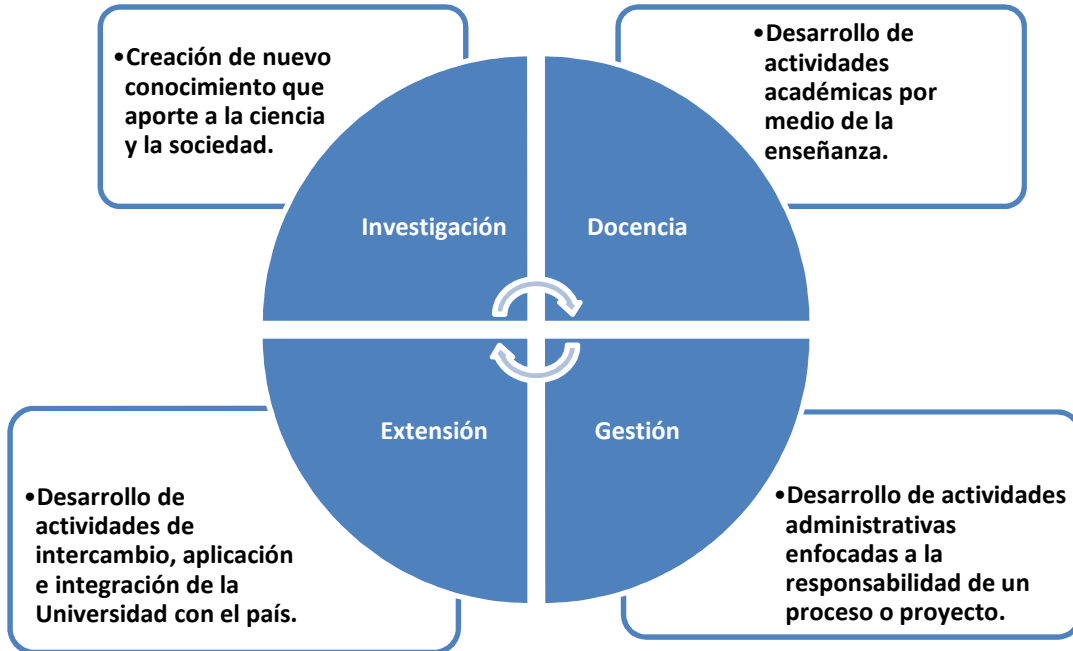 •Creación de nuevo
conocimiento que
aporte a la ciencia
y la sociedad.
•Desarrollo de
actividades
académicas por
medio de la
enseñanza.
Investigación
Docencia
Extensión
Gestión
•Desarrollo de
actividades de
intercambio, aplicación
e integración de la
Universidad con el país.
•Desarrollo de actividades
administrativas
enfocadas a la
responsabilidad de un
proceso o proyecto.